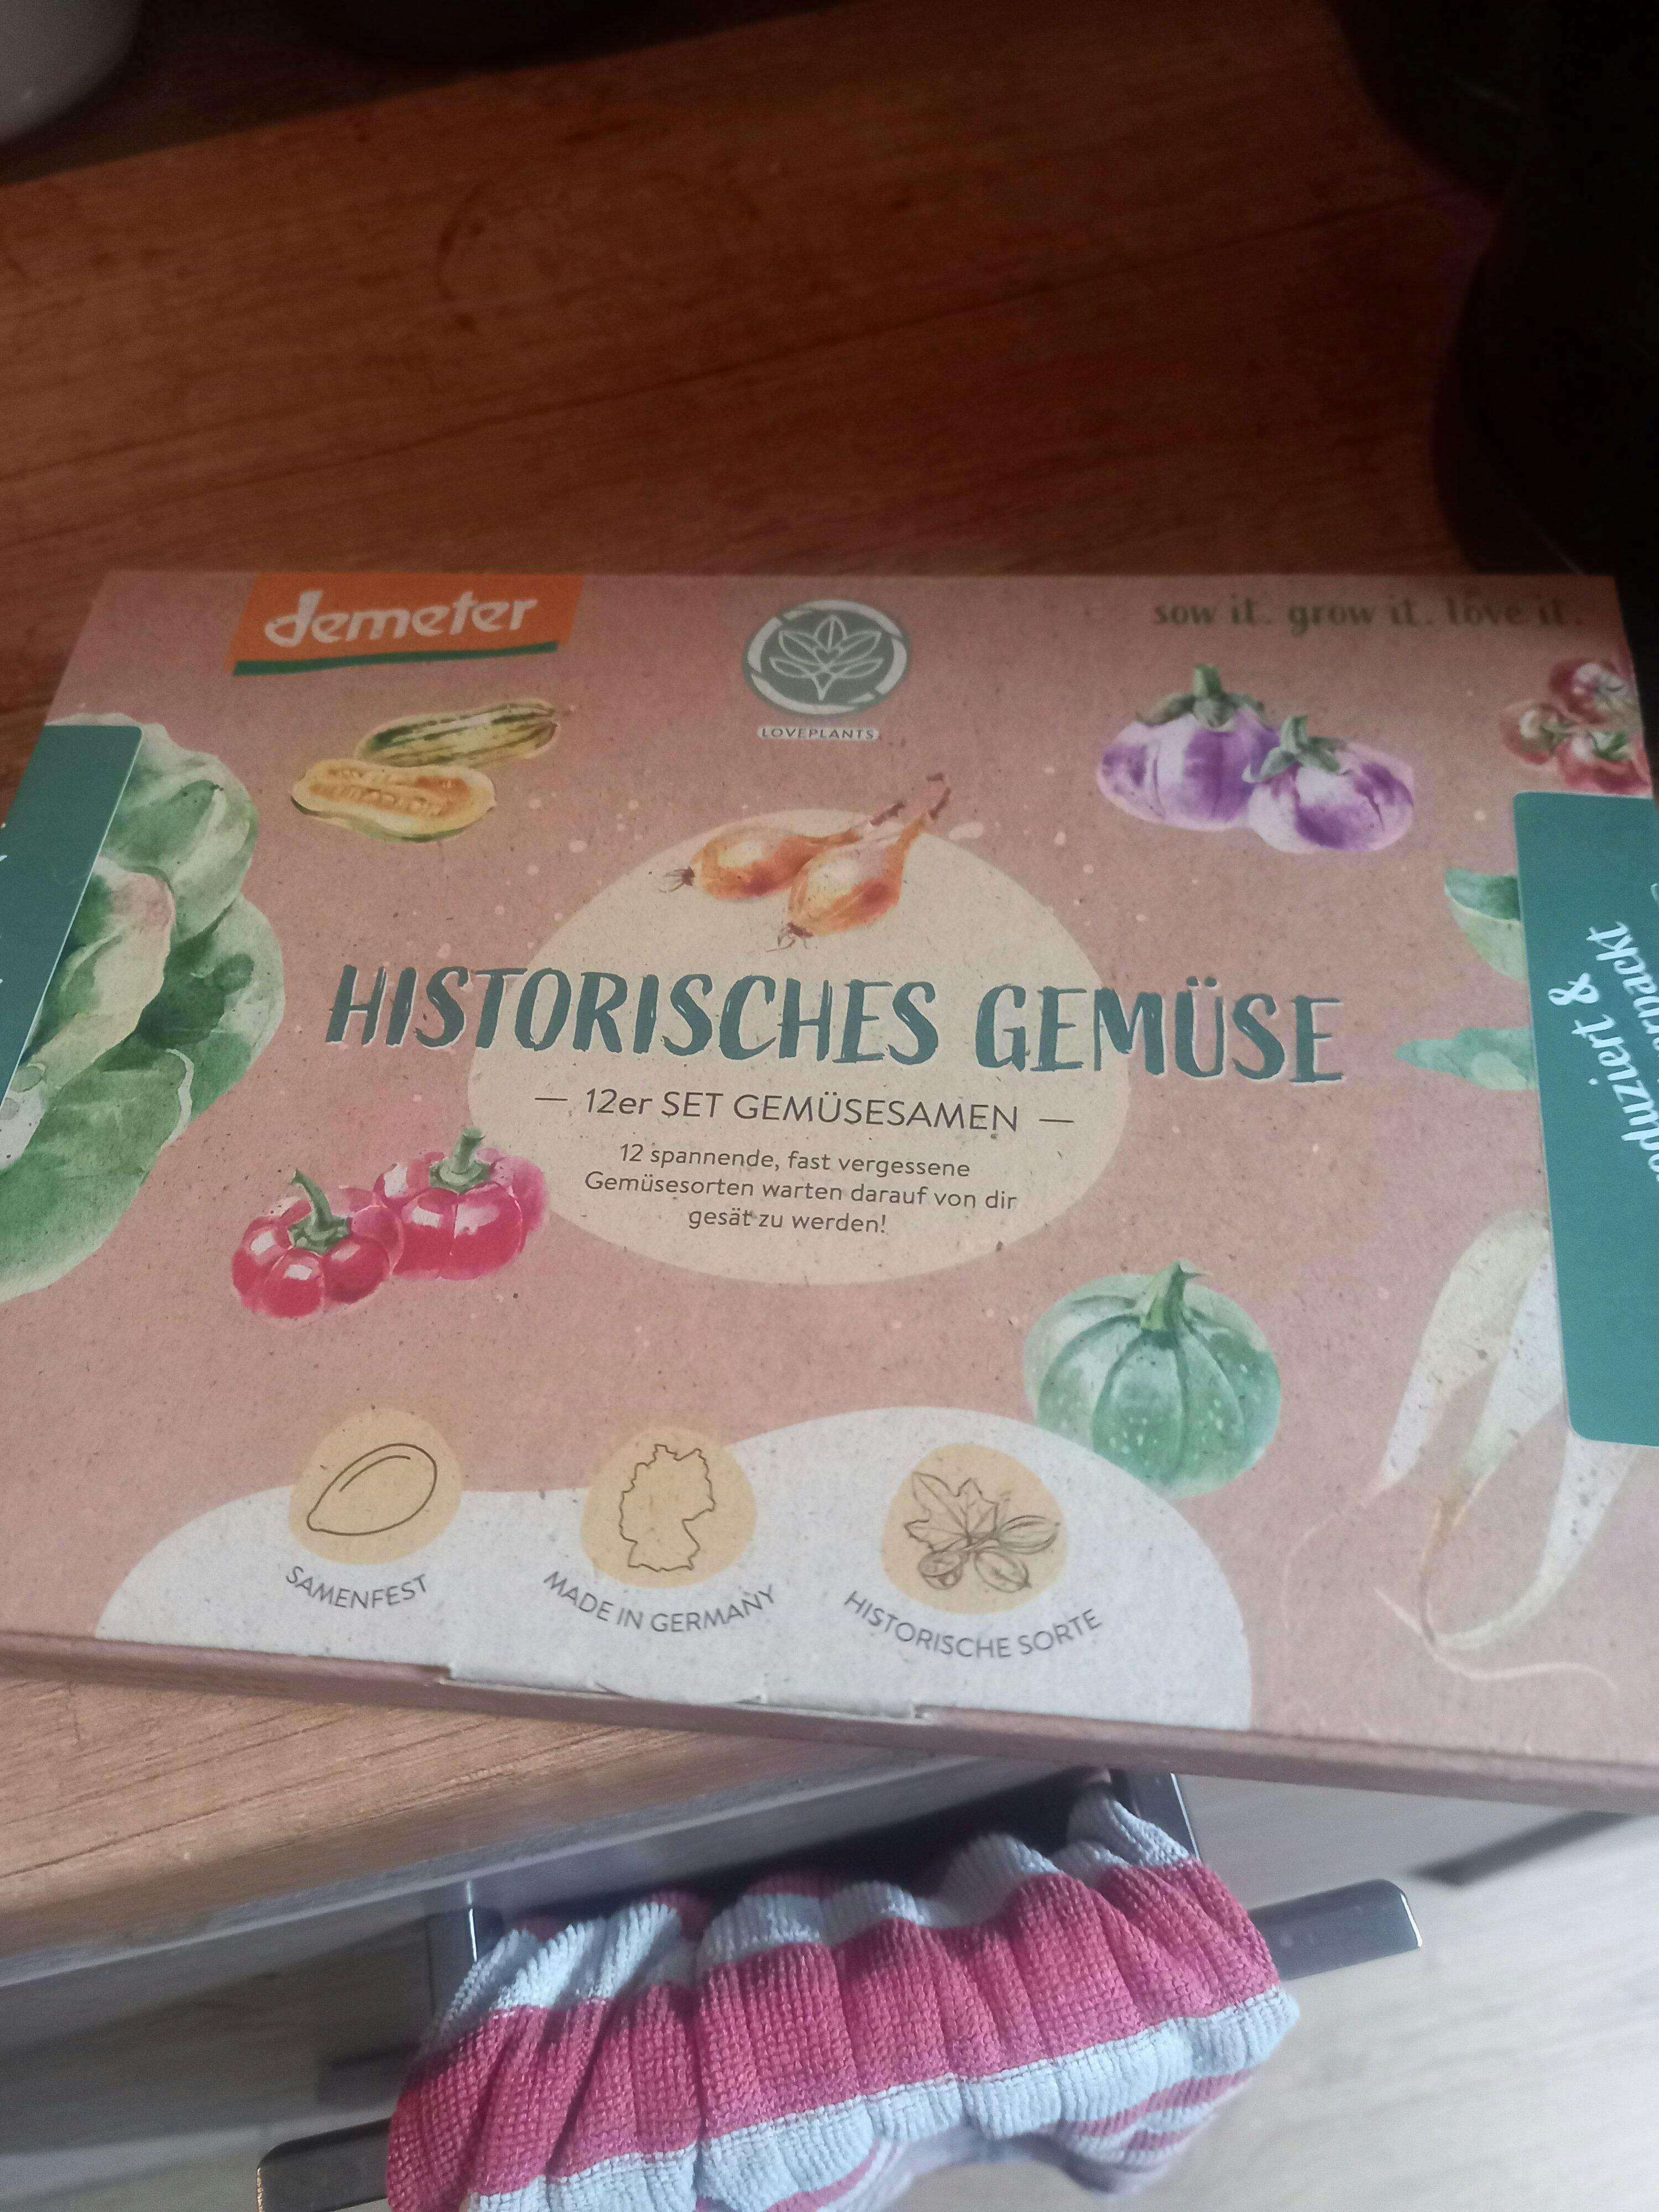 demeter
sow it. grow it. love it.
LOVEPLANTS
HISTORISCHES GEMÜSE
— 12er SET GEMÜSESAMEN —
12 spannende, fast vergessene
Gemüsesorten warten darauf von dir
gesät zu werden!
SAMENFEST
MADE IN GERMANY
HISTORISCHE SORTE